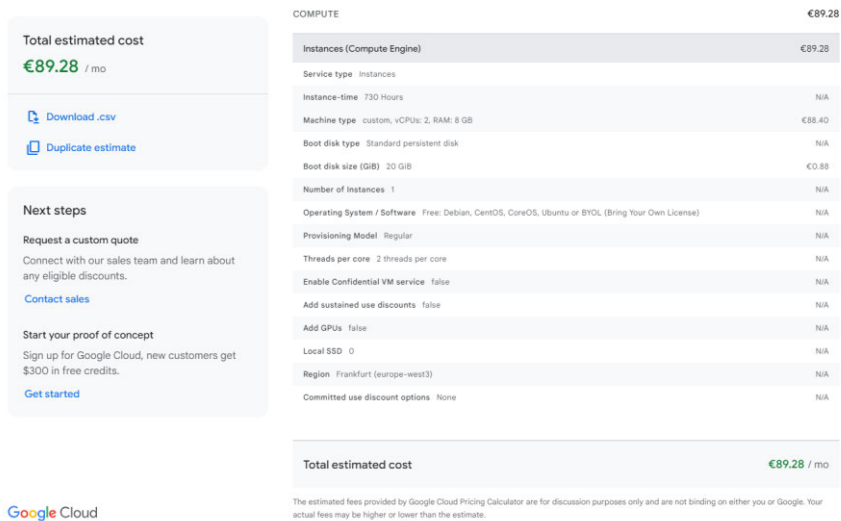 Total estimated cost
€89.28 / mo
Download .csv
Duplicate estimate
Next steps
Request a custom quote
Connect with our sales team and learn about
any eligible discounts.
Contact sales
Start your proof of concept
Sign up for Google Cloud, new customers get
$300 in free credits.
Get started
Google Cloud
COMPUTE €89.28
Instances (Compute Engine) €89.28
Service type Instances
Instance-time 730 Hours N/A
Machine type custom, vCPUs: 2, RAM: 8 GB €88.40
Boot disk type Standard persistent disk N/A
Boot disk size (GiB) 20 GiB €0.88
Number of Instances 1 N/A
Operating System / Software Free: Debian, CentOS, CoreOS, Ubuntu or BYOL (Bring Your Own License) N/A
Provisioning Model Regular N/A
Threads per core 2 threads per core N/A
Enable Confidential VM service false N/A
Add sustained use discounts false N/A
Add GPUs false N/A
Local SSD 0 N/A
Region Frankfurt (europe-west3) N/A
Committed use discount options None N/A
Total estimated cost €89.28 / mo
The estimated fees provided by Google Cloud Pricing Calculator are for discussion purposes only and are not binding on either you or Google. Your
actual fees may be higher or lower than the estimate.